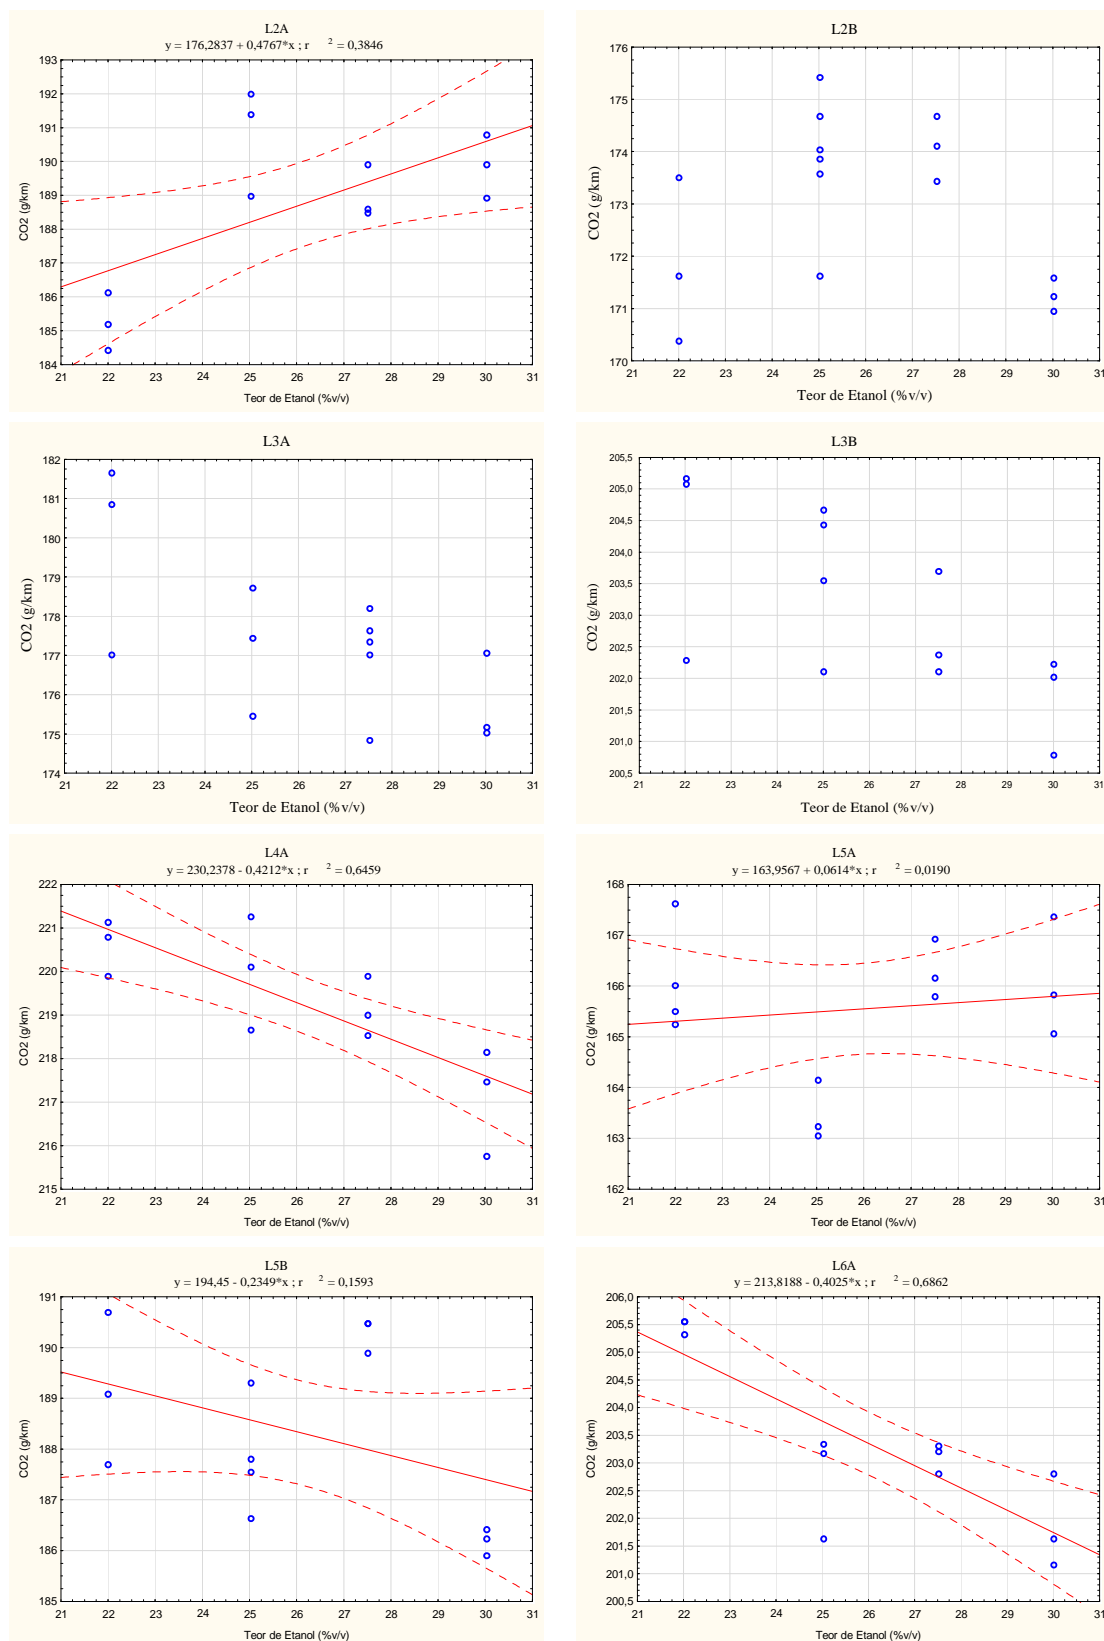 L2A
y = 176,2837 + 0,4767*x ; r 2 = 0,3846
193
192
191
190
189
188
187
186
185
184
CO2 (g/km)
21 22 23 24 25 26 27 28 29 30 31
Teor de Etanol (%v/v)
L2B
176
175
174
173
172
171
170
CO2 (g/km)
21 22 23 24 25 26 27 28 29 30 31
Teor de Etanol (%v/v)
L3A
182
181
180
179
178
177
176
175
174
CO2 (g/km)
21 22 23 24 25 26 27 28 29 30 31
Teor de Etanol (%v/v)
L3B
205,5
205,0
204,5
204,0
203,5
203,0
202,5
202,0
201,5
201,0
200,5
CO2 (g/km)
21 22 23 24 25 26 27 28 29 30 31
Teor de Etanol (%v/v)
L4A
y = 230,2378 - 0,4212*x ; r 2 = 0,6459
222
221
220
219
218
217
216
215
CO2 (g/km)
21 22 23 24 25 26 27 28 29 30 31
Teor de Etanol (%v/v)
L5A
y = 163,9567 + 0,0614*x ; r 2 = 0,0190
168
167
166
165
164
163
162
CO2 (g/km)
21 22 23 24 25 26 27 28 29 30 31
Teor de Etanol (%v/v)
L5B
y = 194,45 - 0,2349*x ; r 2 = 0,1593
191
190
189
188
187
186
185
CO2 (g/km)
21 22 23 24 25 26 27 28 29 30 31
Teor de Etanol (%v/v)
L6A
y = 213,8188 - 0,4025*x ; r 2 = 0,6862
206,0
205,5
205,0
204,5
204,0
203,5
203,0
202,5
202,0
201,5
201,0
200,5
CO2 (g/km)
21 22 23 24 25 26 27 28 29 30 31
Teor de Etanol (%v/v)